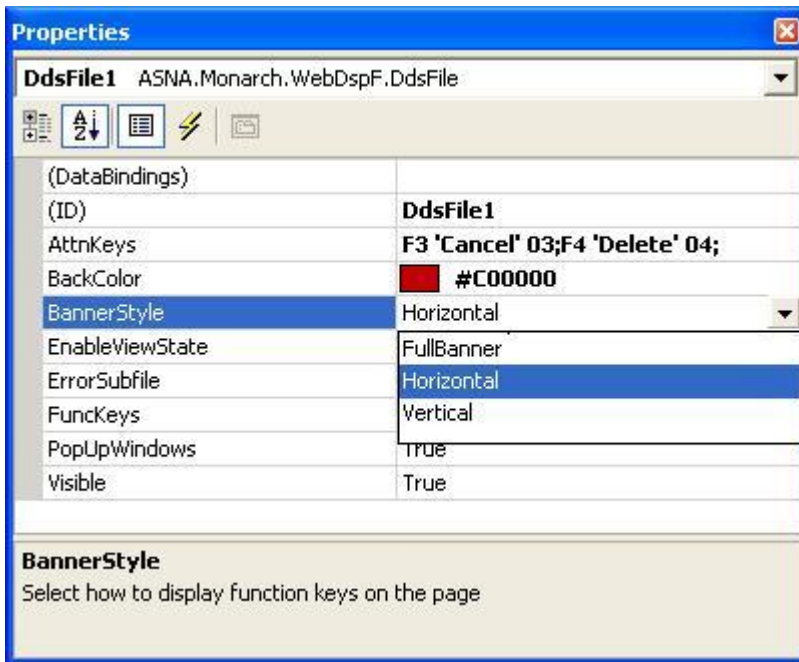 Properties
DdsFile1 ASNA.Monarch.WebDspF.DdsFile
A
Z
(DataBindings)
(ID) DdsFile1
AttnKeys F3 'Cancel' 03;F4 'Delete' 04;
BackColor #C00000
BannerStyle Horizontal
EnableViewState FullBanner
ErrorSubfile Horizontal
FuncKeys Vertical
PopUpWindows True
Visible True
BannerStyle
Select how to display function keys on the page